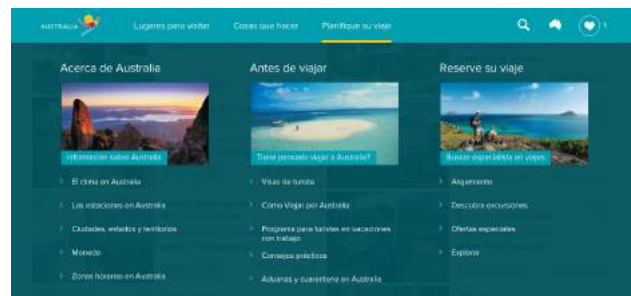 AUSTRALIA
Lugares para visitar
Cosas que hacer
Planifique su viaje
1
Acerca de Australia
Información sobre Australia
El clima en Australia
Las estaciones en Australia
Ciudades, estados y territorios
Moneda
Zonas horarias en Australia
Antes de viajar
Tiene pensado viajar a Australia?
Visas de turista
Cómo Viajar por Australia
Programa para turistas en vacaciones
con trabajo
Consejos prácticos
Aduanas y cuarentena en Australia
Reserve su viaje
Buscar especialista en viajes
Alojamiento
Descubra excursiones
Ofertas especiales
Explorar